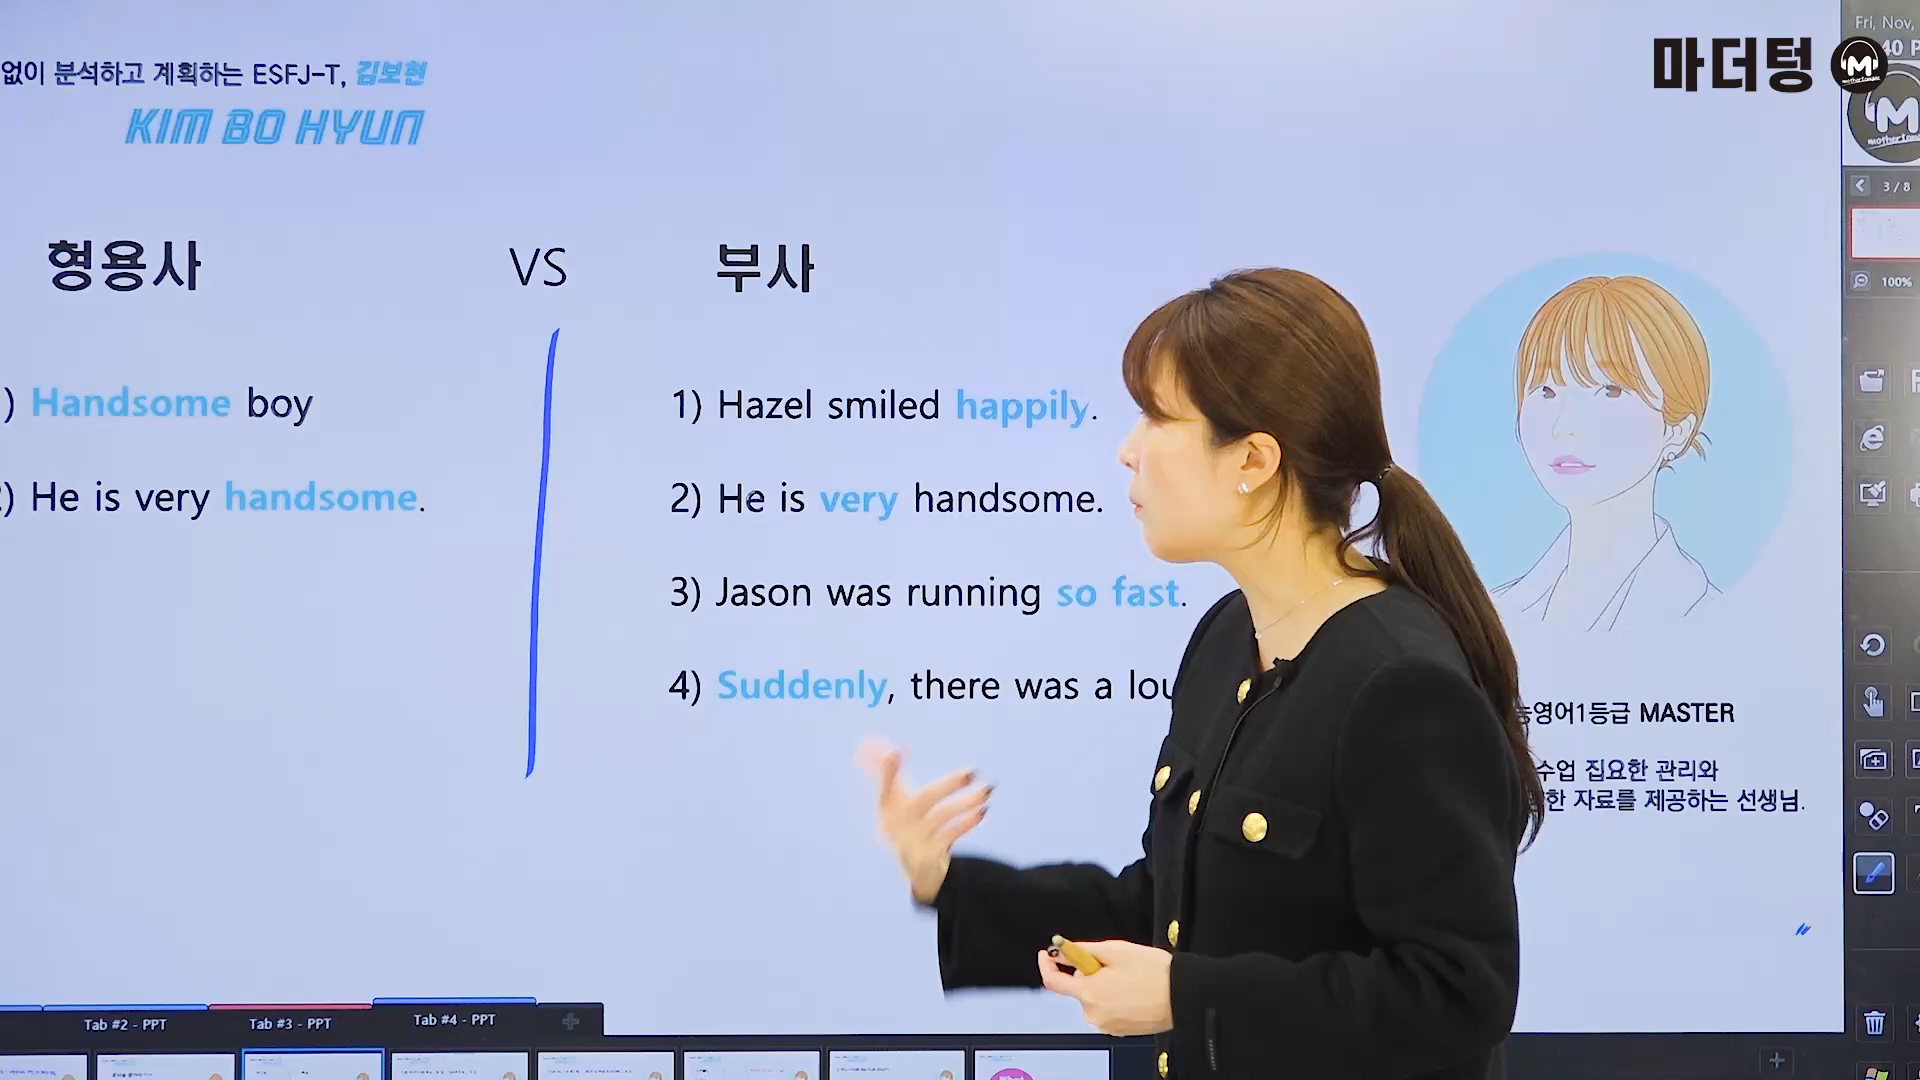 Fri, Nov,
40 P
마더텅
M
mothertongue
없이 분석하고 계획하는 ESFJ-T, 김보현
KIM BO HYUN
3 / 8
100%
형용사 VS 부사
1) Handsome boy
2) He is very handsome.
1) Hazel smiled happily.
2) He is very handsome.
3) Jason was running so fast.
4) Suddenly, there was a lou
능영어1등급 MASTER
수업 집요한 관리와
한 자료를 제공하는 선생님.
Tab #2 - PPT
Tab #3 - PPT
Tab #4 - PPT